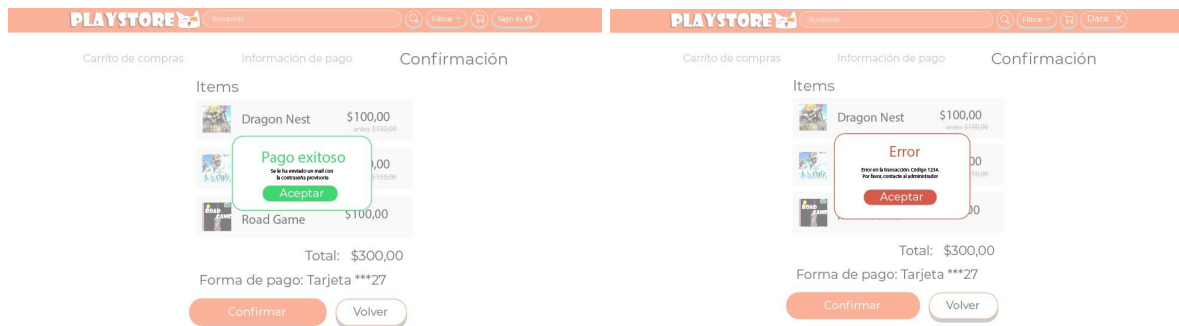 PLAYSTORE Busqueda Filtrar Sign in
Carrito de compras Información de pago Confirmación
Items
Dragon Nest $100,00
antes $150,00
Pago exitoso
Se le ha enviado un mail con
la contraseña provisoria
Aceptar
Road Game $100,00
Total: $300,00
Forma de pago: Tarjeta ***27
Confirmar Volver
PLAYSTORE Busqueda Filtrar Dara X
Carrito de compras Información de pago Confirmación
Items
Dragon Nest $100,00
antes $150,00
Error
Error en la transacción. Código 1234.
Por favor, contacte al administrador
Aceptar
Total: $300,00
Forma de pago: Tarjeta ***27
Confirmar Volver